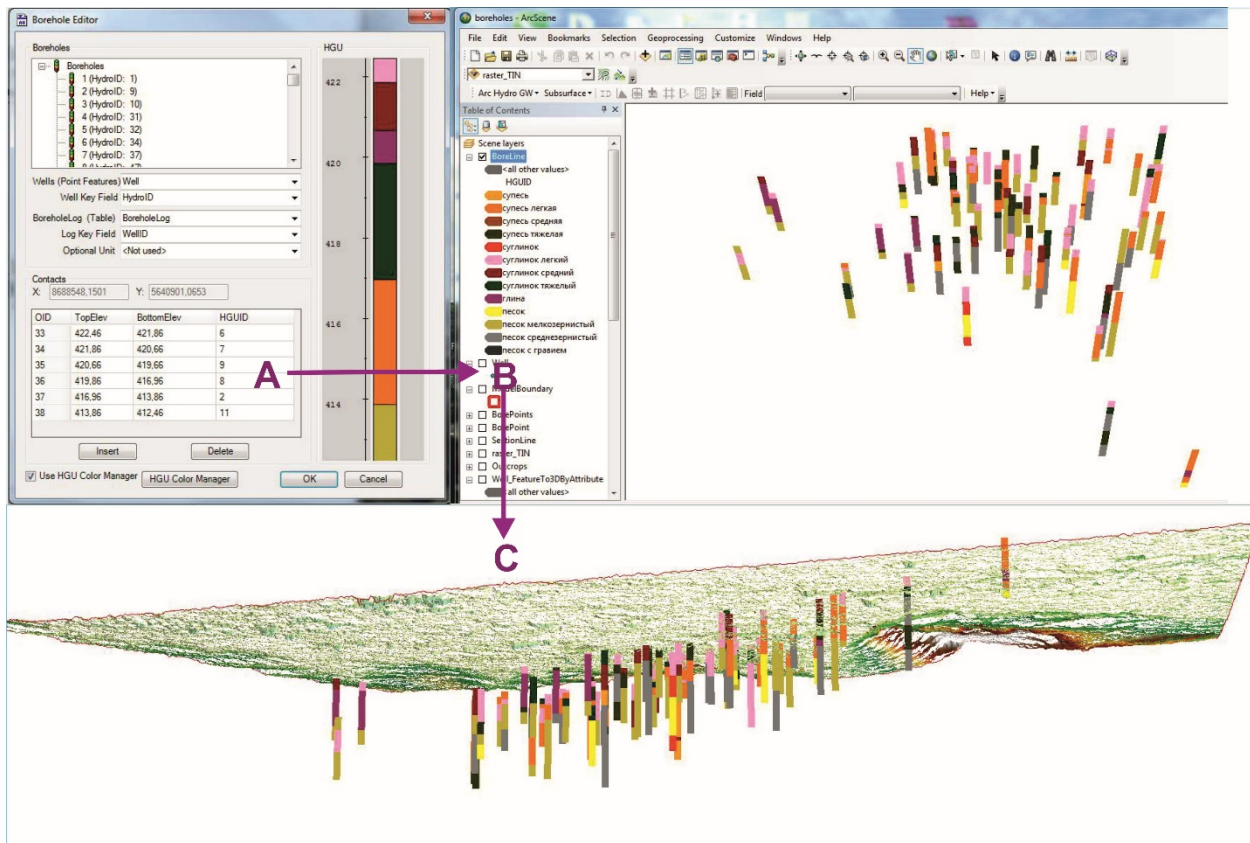 Borehole Editor
Boreholes
Boreholes
1 (HydroID: 1)
2 (HydroID: 9)
3 (HydroID: 10)
4 (HydroID: 31)
5 (HydroID: 32)
6 (HydroID: 34)
7 (HydroID: 37)
Wells (Point Features) Well
Well Key Field HydroID
BoreholeLog (Table) BoreholeLog
Log Key Field WellID
Optional Unit <Not used>
Contacts
X: 8688548,1501 Y: 5640901,0653
OID TopElev BottomElev HGUID
33 422,46 421,86 6
34 421,86 420,66 7
35 420,66 419,66 9
36 419,86 416,96 8
37 416,96 413,86 2
38 413,86 412,46 11
Insert Delete
Use HGU Color Manager HGU Color Manager OK Cancel
HGU
422
420
418
416
414
boreholes - ArcScene
File Edit View Bookmarks Selection Geoprocessing Customize Windows Help
raster_TIN
Arc Hydro GW Subsurface Field Help
Table Of Contents
Scene layers
BoreLine
<all other values>
HGUID
супесь
супесь легкая
супесь средняя
супесь тяжелая
суглинок
суглинок легкий
суглинок средний
суглинок тяжелый
глина
песок
песок мелкозернистый
песок среднезернистый
песок с гравием
Well
ModelBoundary
BorePoints
BorePoint
SectionLine
raster_TIN
Outcrops
Well_FeatureTo3DByAttribute
<all other values>
A
B
C